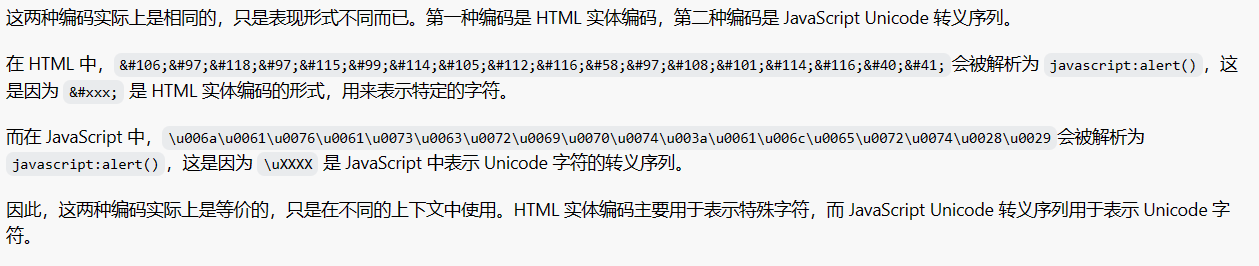 这两种编码实际上是相同的，只是表现形式不同而已。第一种编码是 HTML 实体编码，第二种编码是 JavaScript Unicode 转义序列。
在 HTML 中，&#106;&#97;&#118;&#97;&#115;&#99;&#114;&#105;&#112;&#116;&#58;&#97;&#108;&#101;&#114;&#116;&#40;&#41; 会被解析为 javascript:alert()，这
是因为 &#xxx; 是 HTML 实体编码的形式，用来表示特定的字符。
而在 JavaScript 中，\u006a\u0061\u0076\u0061\u0073\u0063\u0072\u0069\u0070\u0074\u003a\u0061\u006c\u0065\u0072\u0074\u0028\u0029 会被解析为
javascript:alert()，这是因为 \uXXXX 是 JavaScript 中表示 Unicode 字符的转义序列。
因此，这两种编码实际上是等价的，只是在不同的上下文中使用。HTML 实体编码主要用于表示特殊字符，而 JavaScript Unicode 转义序列用于表示 Unicode 字
符。